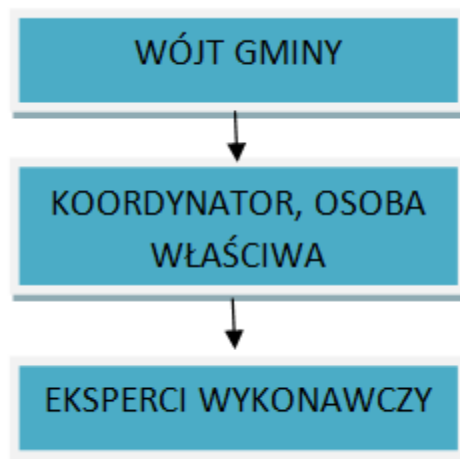 WÓJT GMINY
KOORDYNATOR, OSOBA
WŁAŚCIWA
EKSPERCI WYKONAWCZY